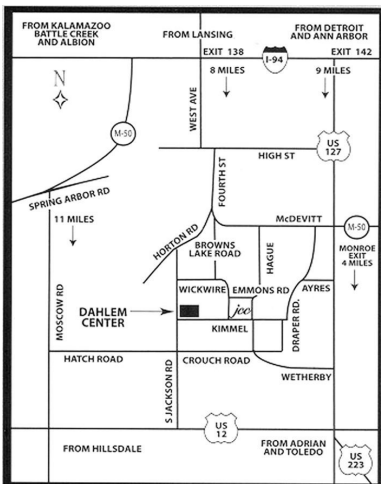 FROM KALAMAZOO
BATTLE CREEK
AND ALBION
FROM LANSING
FROM DETROIT
AND ANN ARBOR
EXIT 138
I-94
EXIT 142
N
8 MILES
9 MILES
WEST AVE
M-50
US
127
HIGH ST
FOURTH ST
SPRING ARBOR RD
11 MILES
McDEVITT
M-50
HORTON RD
BROWNS
LAKE ROAD
HAGUE
MONROE
EXIT
4 MILES
MOSCOW RD
WICKWIRE
EMMONS RD
AYRES
DAHLEM
CENTER
jcc
KIMMEL
DRAPER RD.
HATCH ROAD
S JACKSON RD
CROUCH ROAD
WETHERBY
US
12
FROM HILLSDALE
FROM ADRIAN
AND TOLEDO
US
223